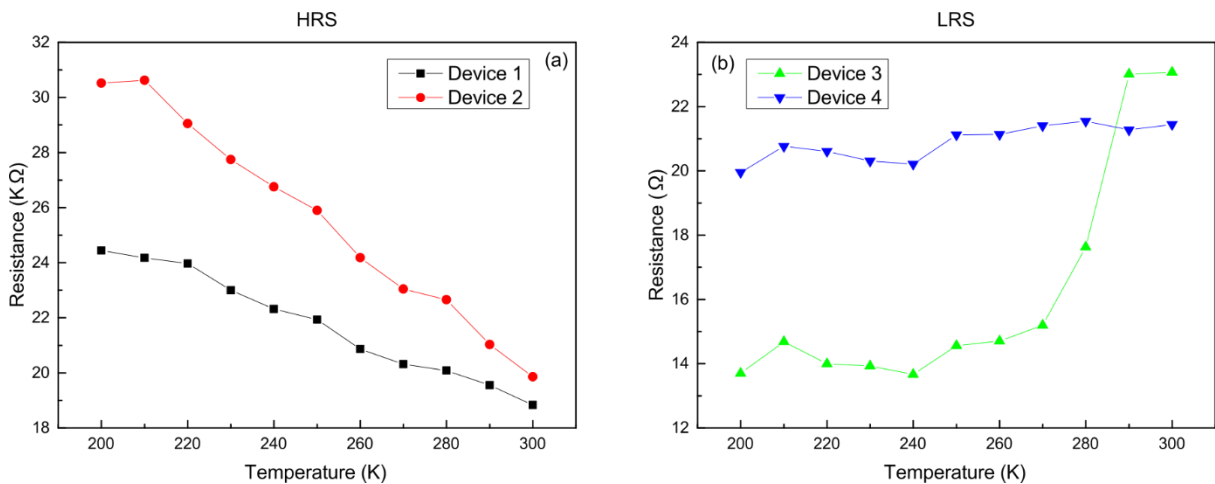 HRS
(a)
Device 1
Device 2
Resistance (K Ω)
32
30
28
26
24
22
20
18
200 220 240 260 280 300
Temperature (K)
LRS
(b)
Device 3
Device 4
Resistance (Ω)
24
22
20
18
16
14
12
200 220 240 260 280 300
Temperature (K)